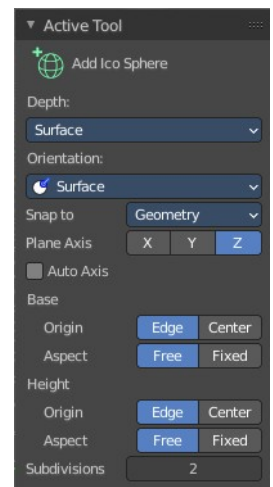 Active Tool
Add Ico Sphere
Depth:
Surface
Orientation:
Surface
Snap to Geometry
Plane Axis X Y Z
Auto Axis
Base
Origin Edge Center
Aspect Free Fixed
Height
Origin Edge Center
Aspect Free Fixed
Subdivisions 2